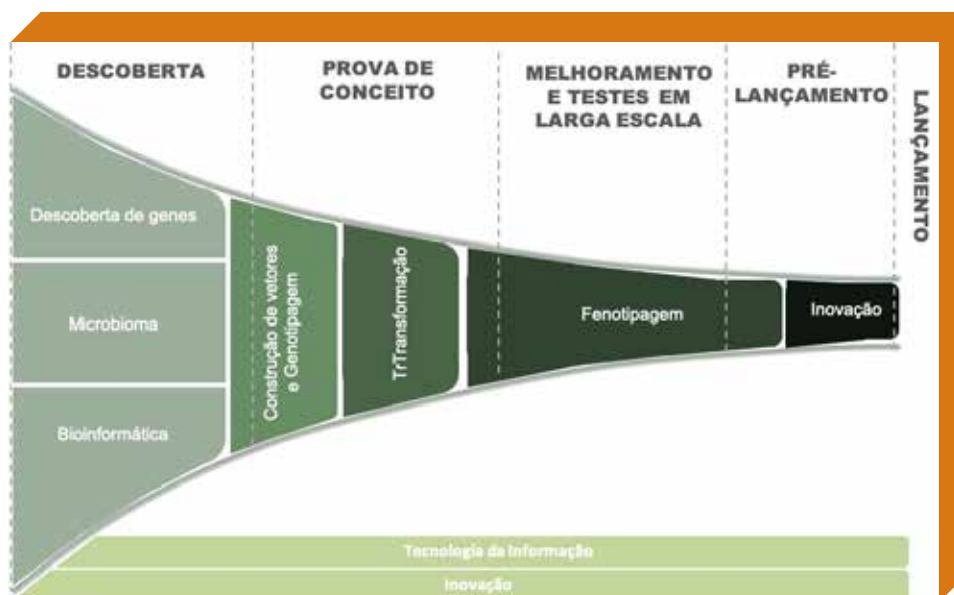 DESCOBERTA
PROVA DE
CONCEITO
MELHORAMENTO
E TESTES EM
LARGA ESCALA
PRÉ-
LANÇAMENTO
LANÇAMENTO
Descoberta de genes
Microbioma
Bioinformática
Construção de vetores
e Genotipagem
TrTransformação
Fenotipagem
Inovação
Tecnologia da Informação
Inovação